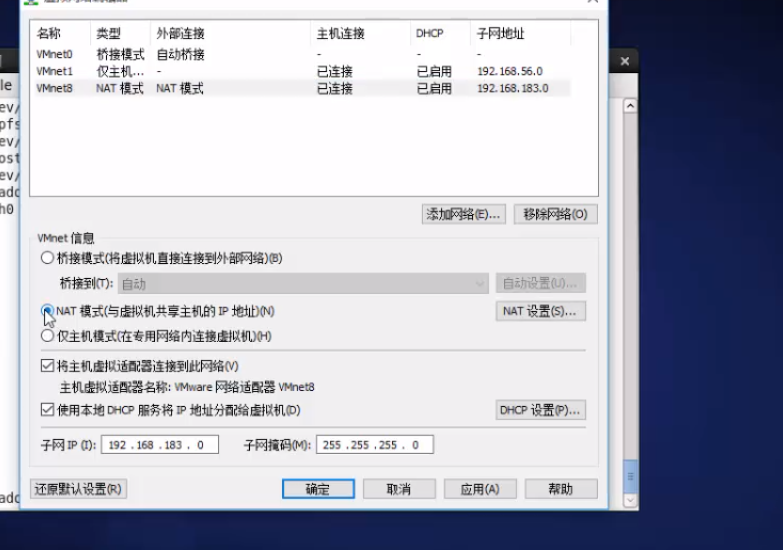 名称 类型 外部连接 主机连接 DHCP 子网地址
VMnet0 桥接模式 自动桥接 - - -
VMnet1 仅主机... - 已连接 已启用 192.168.56.0
VMnet8 NAT 模式 NAT 模式 已连接 已启用 192.168.183.0
添加网络(E)... 移除网络(O)
VMnet 信息
桥接模式(将虚拟机直接连接到外部网络)(B)
桥接到(T): 自动 自动设置(U)...
NAT 模式(与虚拟机共享主机的 IP 地址)(N) NAT 设置(S)...
仅主机模式(在专用网络内连接虚拟机)(H)
将主机虚拟适配器连接到此网络(V)
主机虚拟适配器名称: VMware 网络适配器 VMnet8
使用本地 DHCP 服务将 IP 地址分配给虚拟机(D) DHCP 设置(P)...
子网 IP (I): 192 . 168 . 183 . 0 子网掩码(M): 255 . 255 . 255 . 0
还原默认设置(R) 确定 取消 应用(A) 帮助